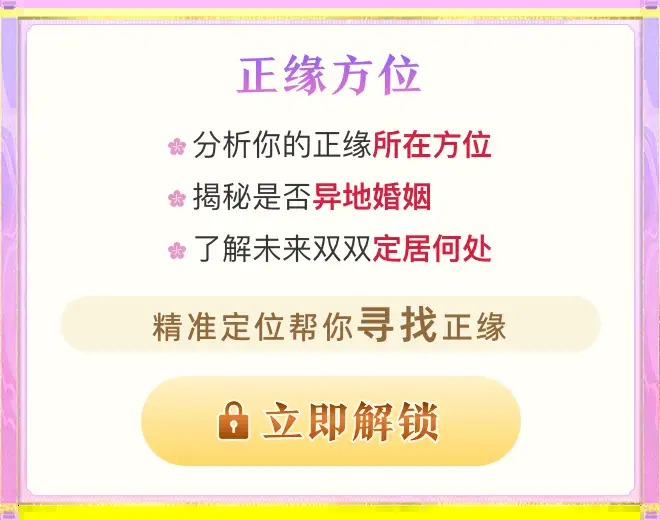 正缘方位
分析你的正缘所在方位
揭秘是否异地婚姻
了解未来双双定居何处
精准定位帮你寻找正缘
立即解锁